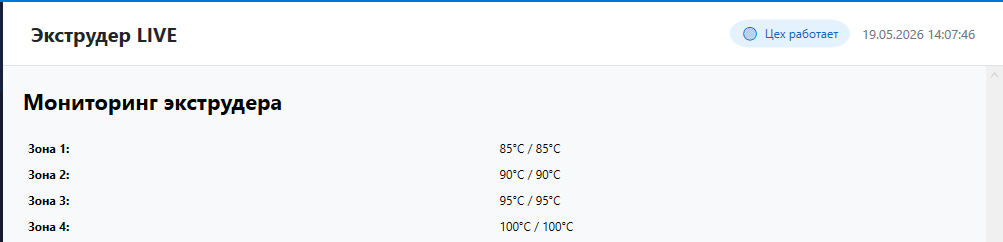 Экструдер LIVE
Цех работает
19.05.2026 14:07:46
Мониторинг экструдера
Зона 1: 85°C / 85°C
Зона 2: 90°C / 90°C
Зона 3: 95°C / 95°C
Зона 4: 100°C / 100°C